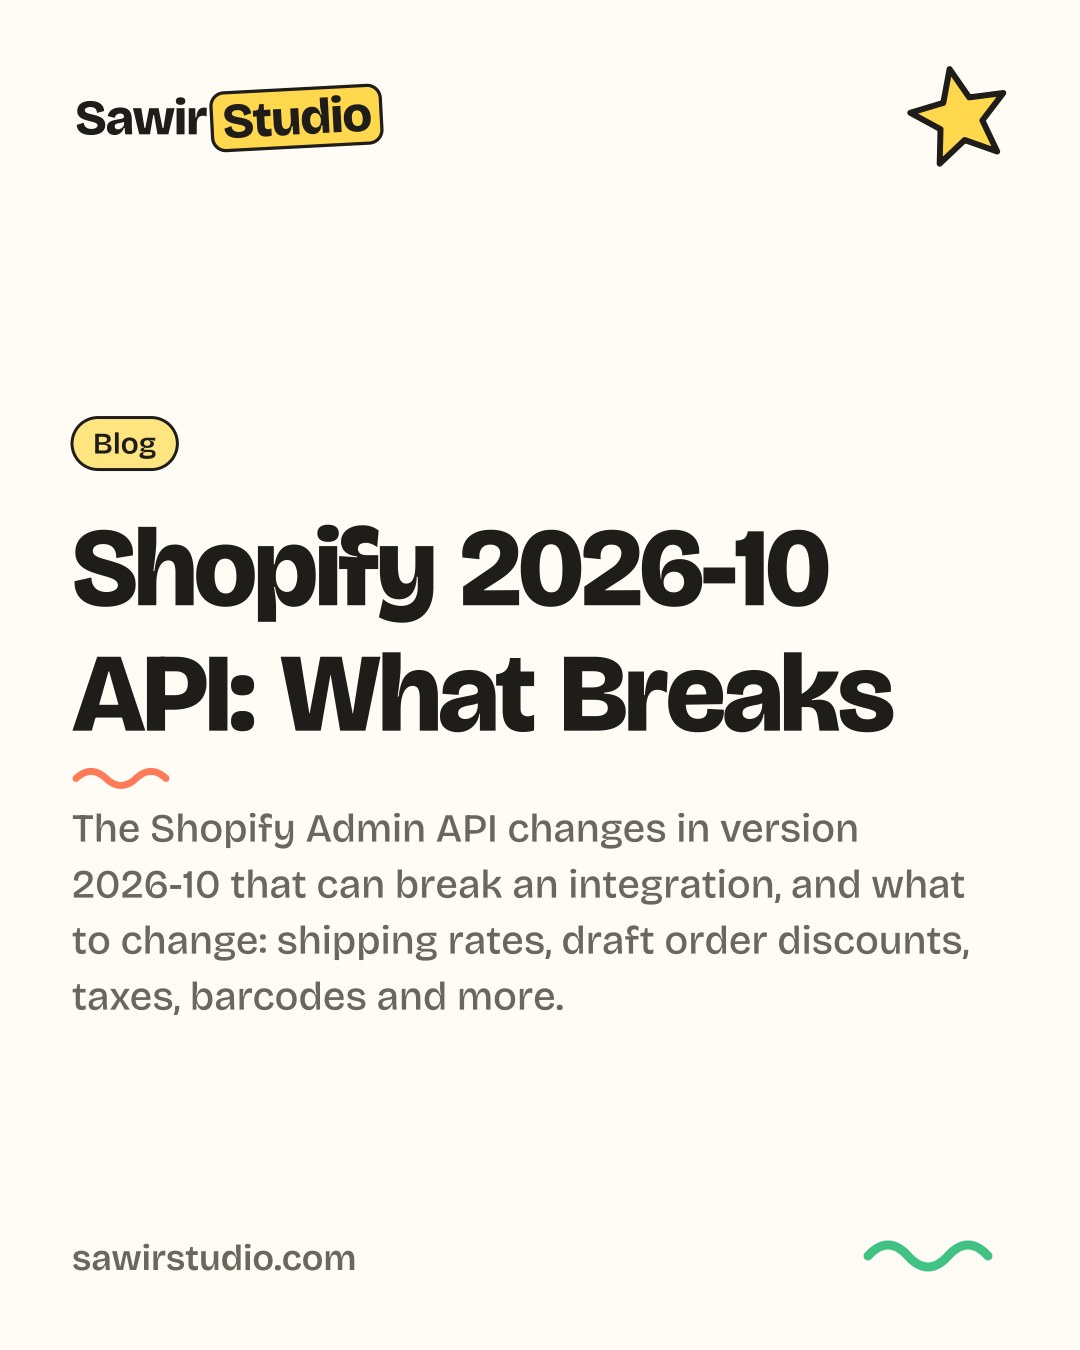 Sawir Studio
Blog
Shopify 2026-10
API: What Breaks
The Shopify Admin API changes in version
2026-10 that can break an integration, and what
to change: shipping rates, draft order discounts,
taxes, barcodes and more.
sawirstudio.com